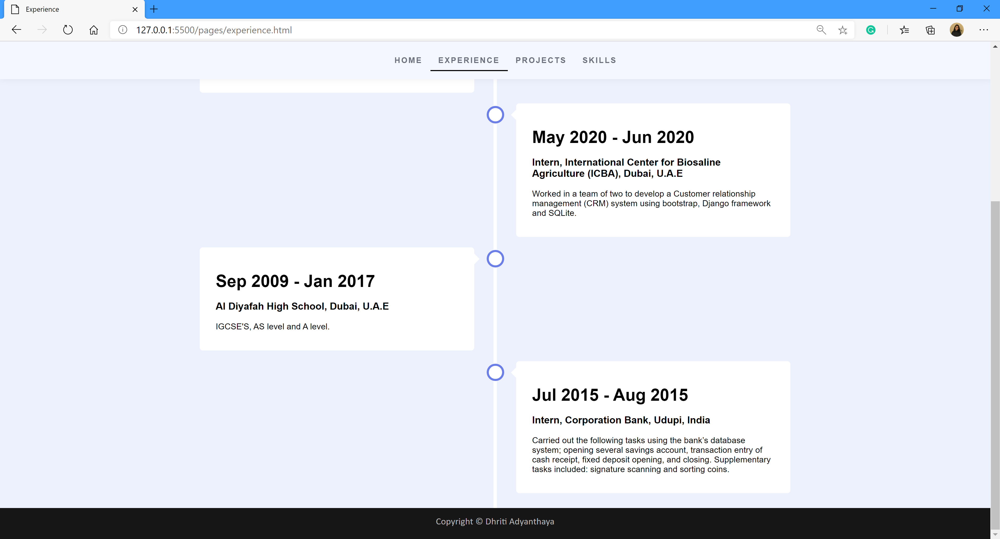 Experience
127.0.0.1:5500/pages/experience.html
HOME EXPERIENCE PROJECTS SKILLS
May 2020 - Jun 2020
Intern, International Center for Biosaline
Agriculture (ICBA), Dubai, U.A.E
Worked in a team of two to develop a Customer relationship
management (CRM) system using bootstrap, Django framework
and SQLite.
Sep 2009 - Jan 2017
Al Diyafah High School, Dubai, U.A.E
IGCSE'S, AS level and A level.
Jul 2015 - Aug 2015
Intern, Corporation Bank, Udupi, India
Carried out the following tasks using the bank’s database
system; opening several savings account, transaction entry of
cash receipt, fixed deposit opening, and closing. Supplementary
tasks included: signature scanning and sorting coins.
Copyright © Dhriti Adyanthaya